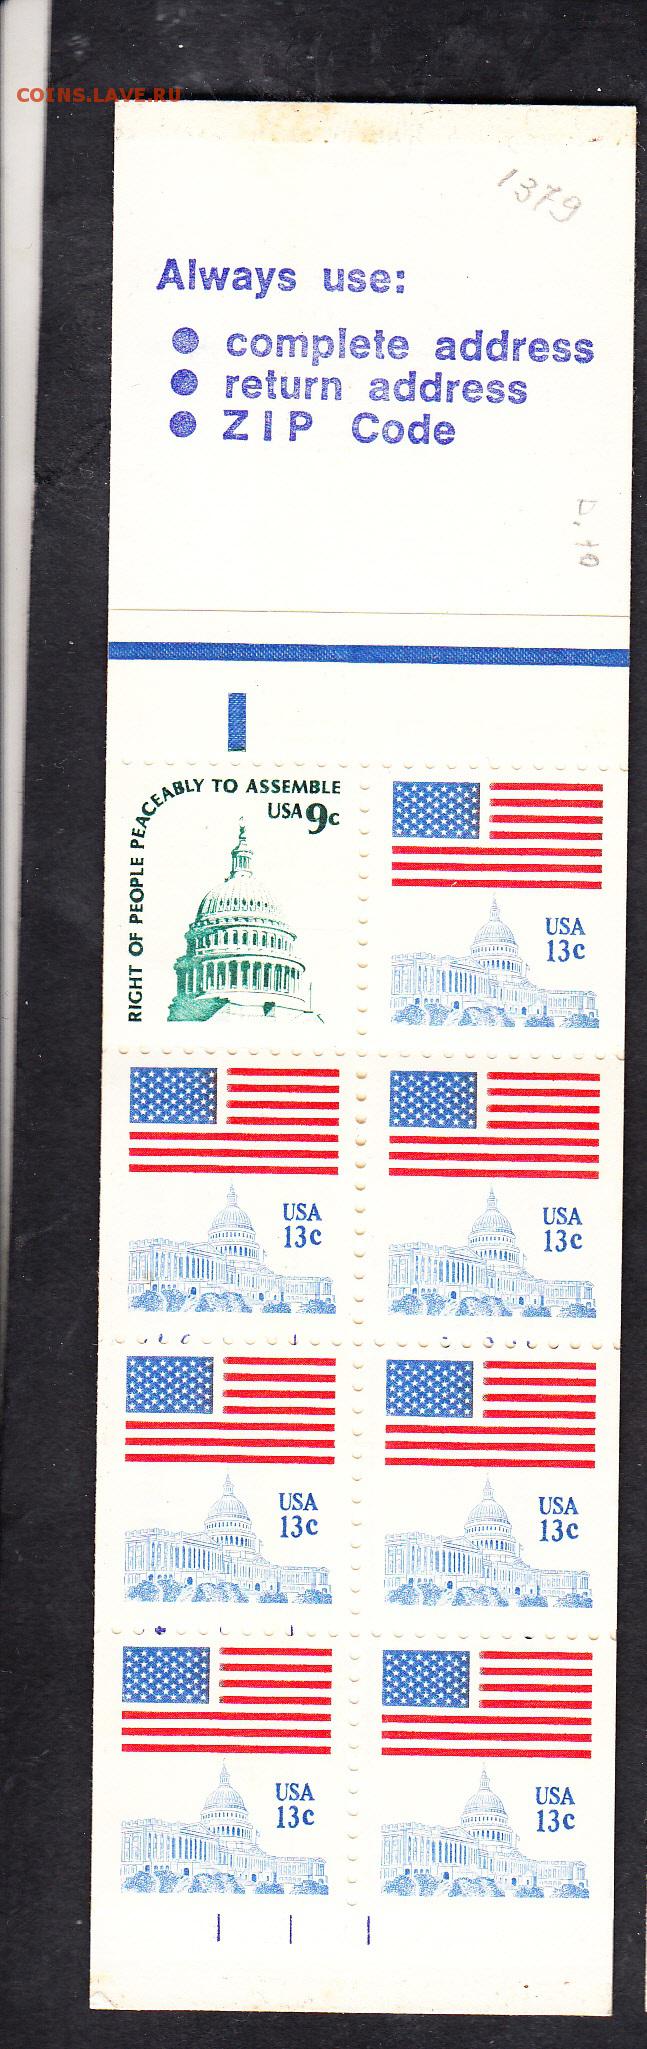 COINS.LAVE.RU
1379
Always use:
● complete address
● return address
● ZIP Code
RIGHT OF PEOPLE PEACEABLY TO ASSEMBLE
USA 9c
USA
13c
USA
13c
USA
13c
USA
13c
USA
13c
USA
13c
USA
13c